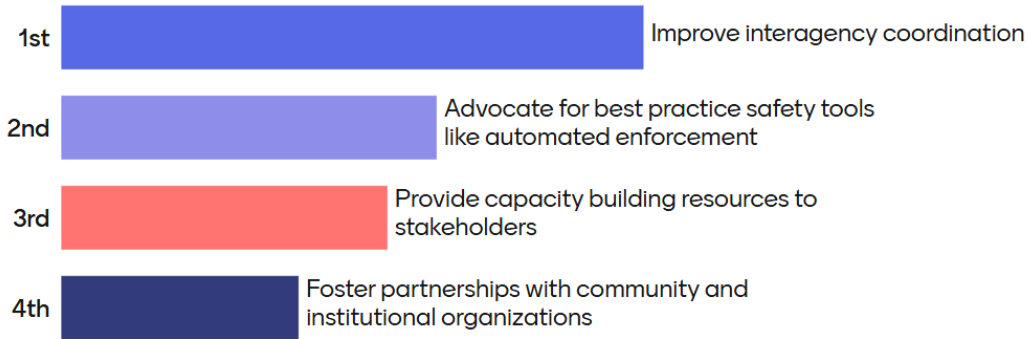 1st
Improve interagency coordination
2nd
Advocate for best practice safety tools
like automated enforcement
3rd
Provide capacity building resources to
stakeholders
4th
Foster partnerships with community and
institutional organizations